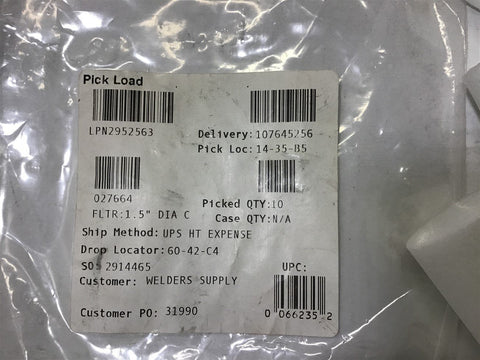 Pick Load
LPN2952563
Delivery:107645256
Pick Loc:14-35-B5
027664
Picked QTY:10
FLTR:1.5" DIA C
Case QTY:N/A
Ship Method:UPS HT EXPENSE
Drop Locator:60-42-C4
SO:2914465
UPC:
Customer: WELDERS SUPPLY
Customer PO: 31990
0 066235 2